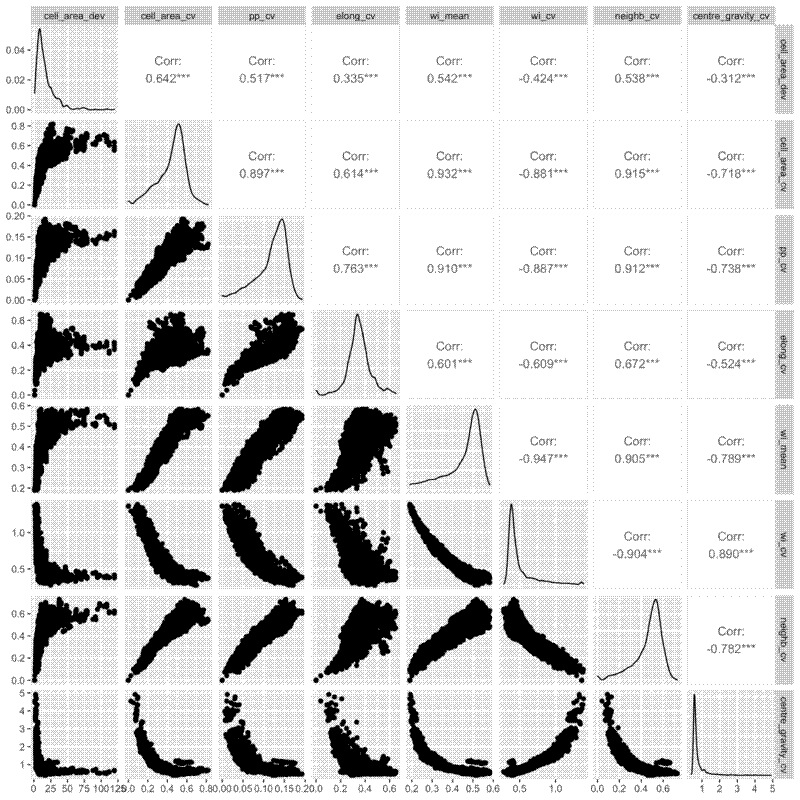 cell_area_dev cell_area_cv pp_cv elong_cv wi_mean wi_cv neighb_cv centre_gravity_cv
Corr: Corr: Corr: Corr: Corr: Corr: Corr:
0.642*** 0.517*** 0.335*** 0.542*** -0.424*** 0.538*** -0.312***
cell_area_dev
0.04
0.02
0.00
Corr: Corr: Corr: Corr: Corr: Corr:
0.897*** 0.614*** 0.932*** -0.881*** 0.915*** -0.718***
cell_area_cv
0.8
0.6
0.4
0.2
0.0
Corr: Corr: Corr: Corr: Corr:
0.763*** 0.910*** -0.887*** 0.912*** -0.738***
pp_cv
0.20
0.15
0.10
0.05
0.00
Corr: Corr: Corr: Corr:
0.601*** -0.609*** 0.672*** -0.524***
elong_cv
0.6
0.4
0.2
0.0
Corr: Corr: Corr:
-0.947*** 0.905*** -0.789***
wi_mean
0.6
0.5
0.4
0.3
0.2
Corr: Corr:
-0.904*** 0.890***
wi_cv
1.0
0.5
Corr:
-0.782***
neighb_cv
0.6
0.4
0.2
0.0
centre_gravity_cv
5
4
3
2
1
0 25 50 75 100 125 0.0 0.2 0.4 0.6 0.8 0.00 0.05 0.10 0.15 0.20 0.0 0.2 0.4 0.6 0.2 0.3 0.4 0.5 0.6 0.5 1.0 0.0 0.2 0.4 0.6 1 2 3 4 5